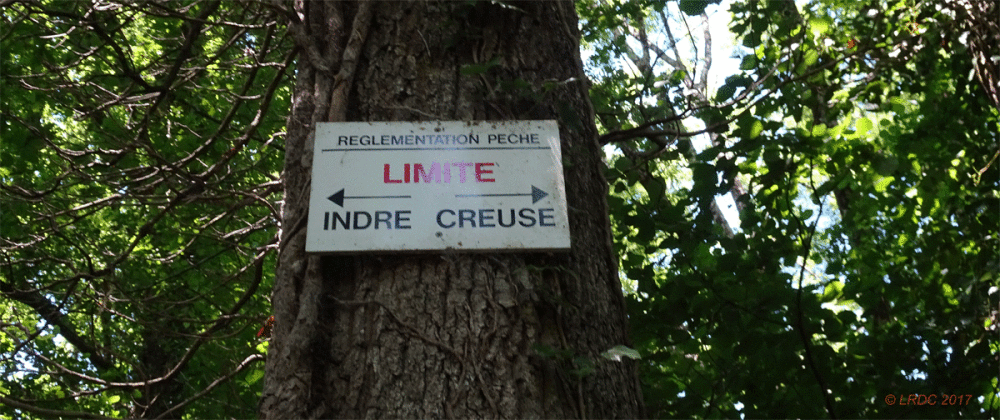 REGLEMENTATION PECHE
LIMITE
INDRE CREUSE
© LRDC 2017